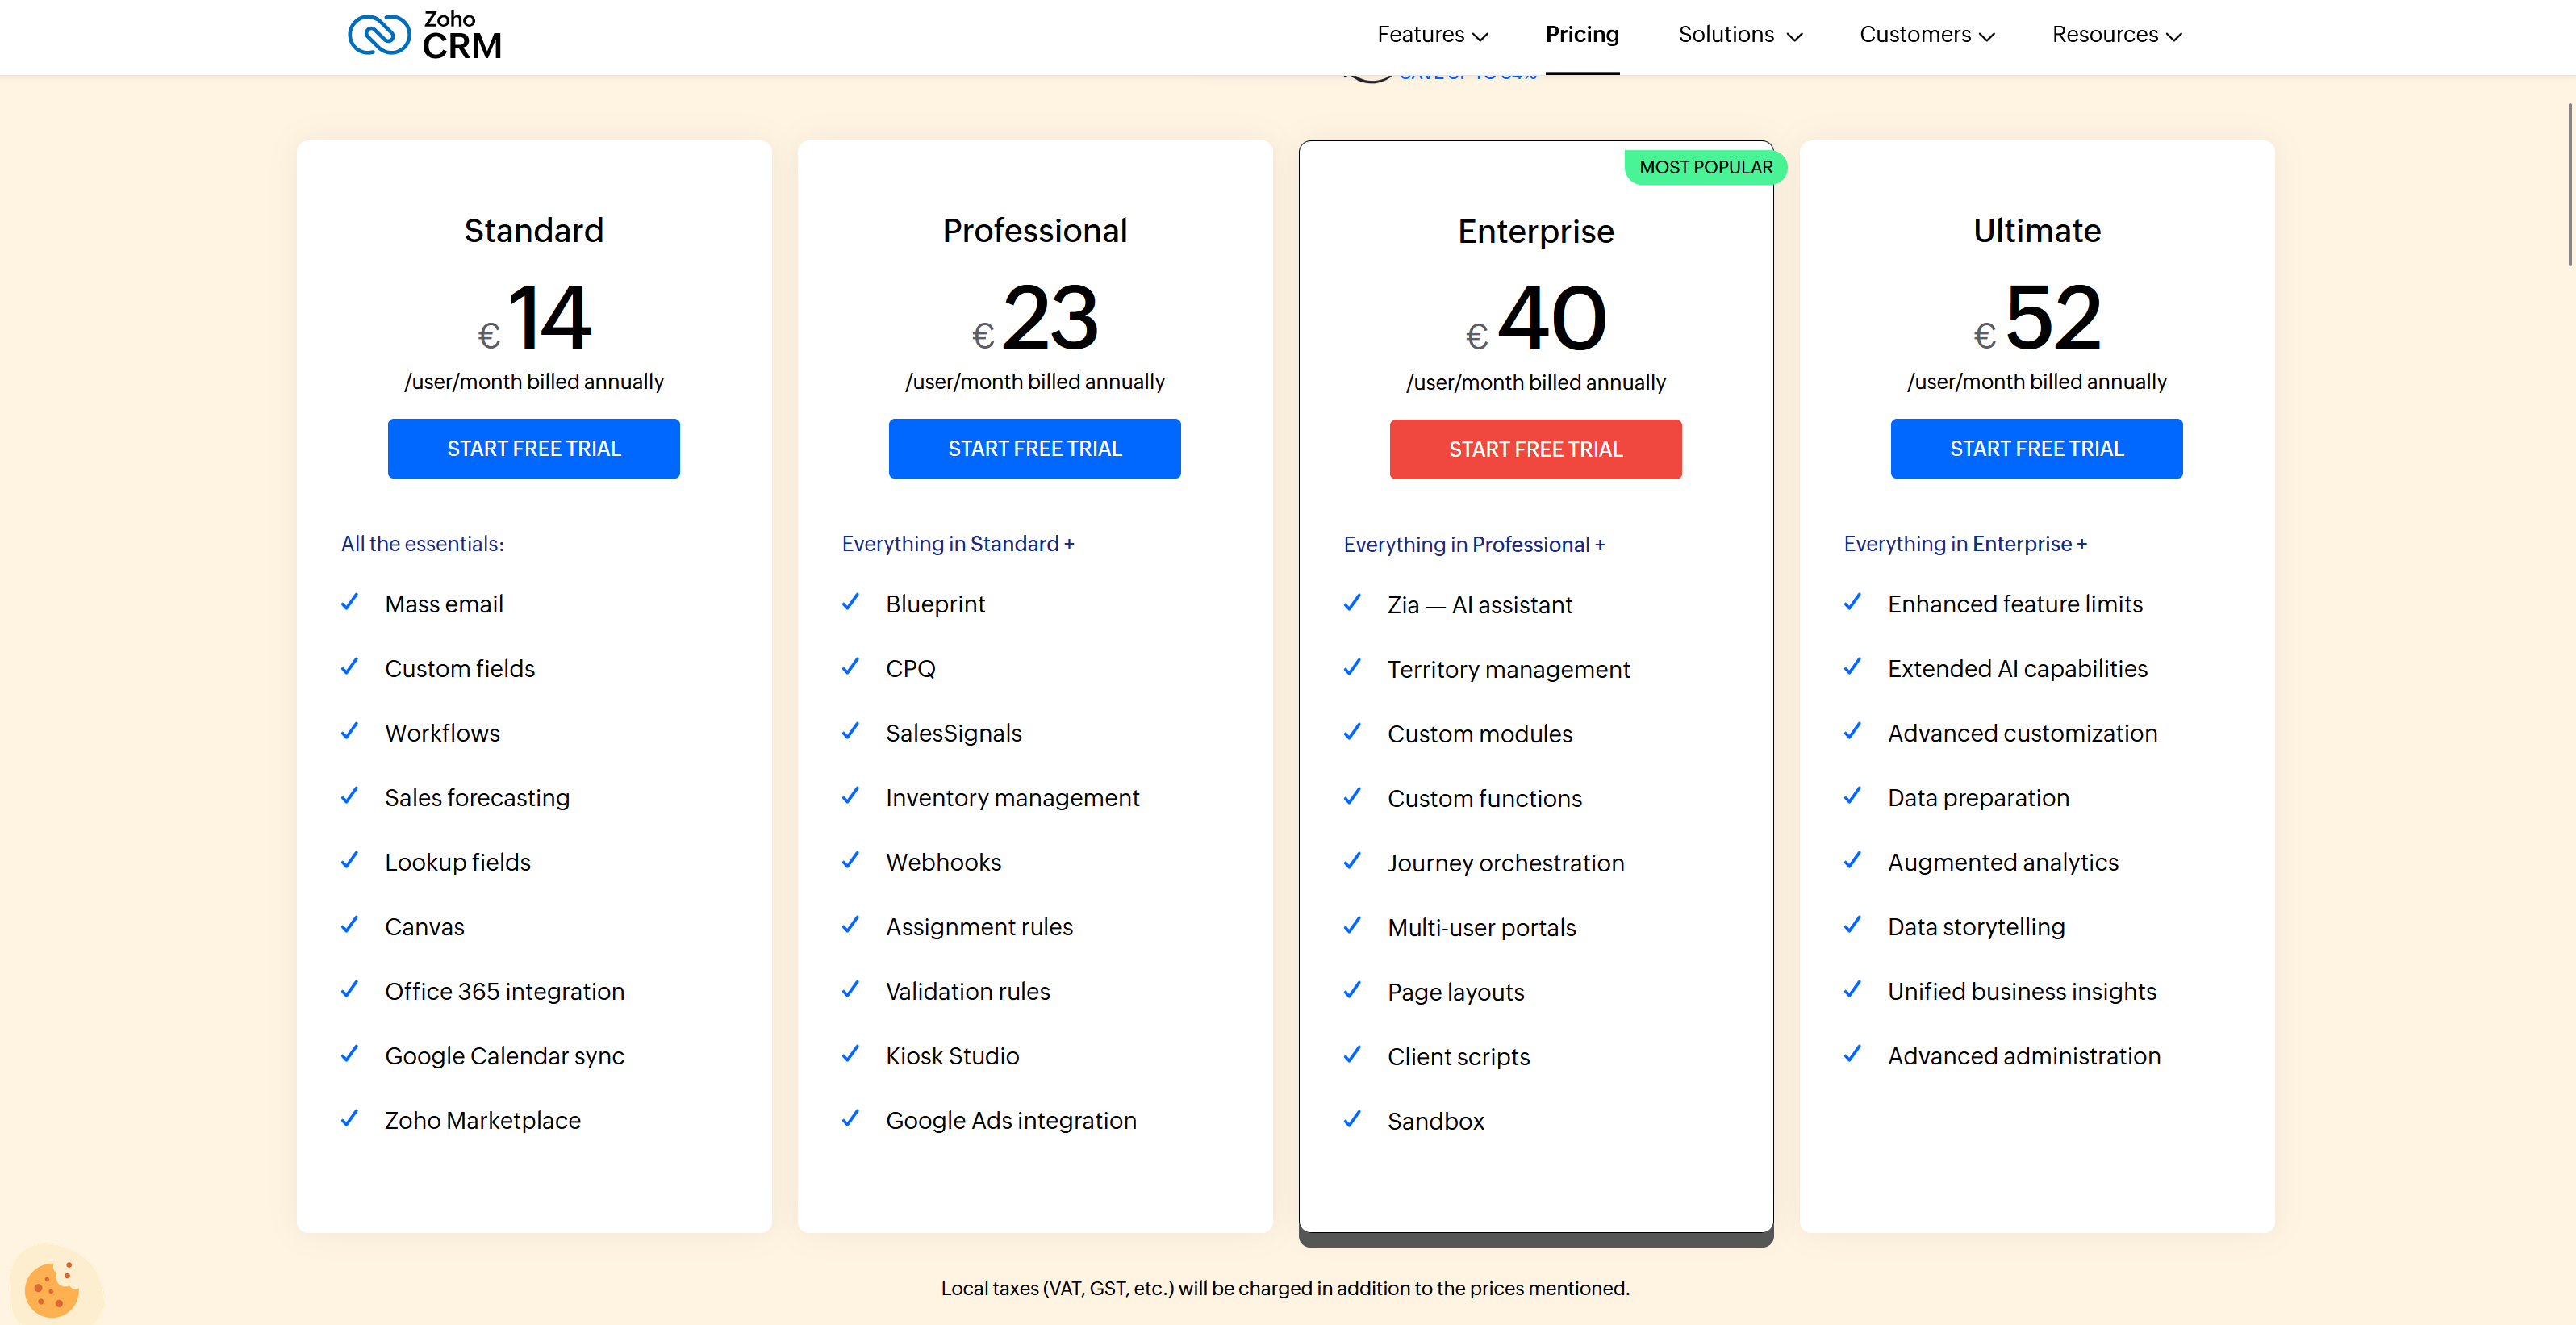 Zoho
CRM
Features
Pricing
Solutions
Customers
Resources
SAVE UP TO 34%
Standard
€ 14
/user/month billed annually
START FREE TRIAL
All the essentials:
Mass email
Custom fields
Workflows
Sales forecasting
Lookup fields
Canvas
Office 365 integration
Google Calendar sync
Zoho Marketplace
Professional
€ 23
/user/month billed annually
START FREE TRIAL
Everything in Standard +
Blueprint
CPQ
SalesSignals
Inventory management
Webhooks
Assignment rules
Validation rules
Kiosk Studio
Google Ads integration
MOST POPULAR
Enterprise
€ 40
/user/month billed annually
START FREE TRIAL
Everything in Professional +
Zia — AI assistant
Territory management
Custom modules
Custom functions
Journey orchestration
Multi-user portals
Page layouts
Client scripts
Sandbox
Ultimate
€ 52
/user/month billed annually
START FREE TRIAL
Everything in Enterprise +
Enhanced feature limits
Extended AI capabilities
Advanced customization
Data preparation
Augmented analytics
Data storytelling
Unified business insights
Advanced administration
Local taxes (VAT, GST, etc.) will be charged in addition to the prices mentioned.